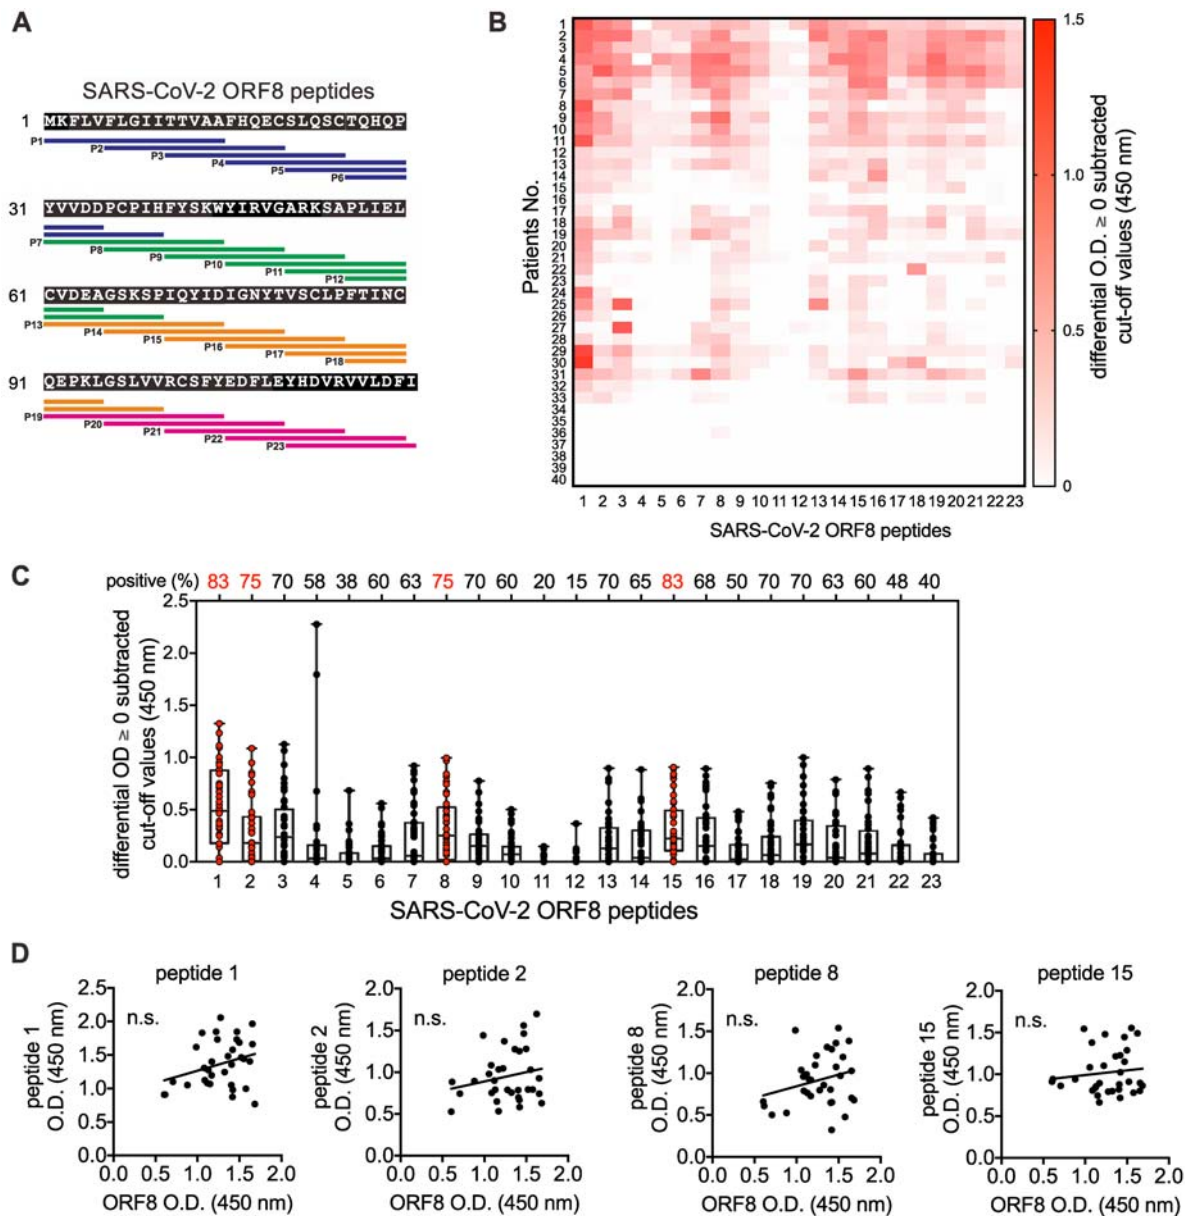 A
SARS-CoV-2 ORF8 peptides
1 MKFLVFLGIITTVAAFHQECSLQSCTQHQP
P1
P2
P3
P4
P5
P6
31 YVVDDPCPIHFYSKWYIRVGARKSAPLIEL
P7
P8
P9
P10
P11
P12
61 CVDEAGSKSPIQYIDIGNYTVSCLPFTINC
P13
P14
P15
P16
P17
P18
91 QEPKLGSLVVRCSFYEDFLEYHDVRVVLDFI
P19
P20
P21
P22
P23
B
Patients No.
1
2
3
4
5
6
7
8
9
10
11
12
13
14
15
16
17
18
19
20
21
22
23
24
25
26
27
28
29
30
31
32
33
34
35
36
37
38
39
40
1 2 3 4 5 6 7 8 9 10 11 12 13 14 15 16 17 18 19 20 21 22 23
SARS-CoV-2 ORF8 peptides
1.5
1.0
0.5
0
differential O.D. ≥ 0 subtracted
cut-off values (450 nm)
C
positive (%) 83 75 70 58 38 60 63 75 70 60 20 15 70 65 83 68 50 70 70 63 60 48 40
differential OD ≥ 0 subtracted
cut-off values (450 nm)
2.5
2.0
1.5
1.0
0.5
0.0
1 2 3 4 5 6 7 8 9 10 11 12 13 14 15 16 17 18 19 20 21 22 23
SARS-CoV-2 ORF8 peptides
D
peptide 1
n.s.
peptide 1
O.D. (450 nm)
2.5
2.0
1.5
1.0
0.5
0.0
0.0 0.5 1.0 1.5 2.0
ORF8 O.D. (450 nm)
peptide 2
n.s.
peptide 2
O.D. (450 nm)
2.0
1.5
1.0
0.5
0.0
0.0 0.5 1.0 1.5 2.0
ORF8 O.D. (450 nm)
peptide 8
n.s.
peptide 8
O.D. (450 nm)
2.0
1.5
1.0
0.5
0.0
0.0 0.5 1.0 1.5 2.0
ORF8 O.D. (450 nm)
peptide 15
n.s.
peptide 15
O.D. (450 nm)
2.0
1.5
1.0
0.5
0.0
0.0 0.5 1.0 1.5 2.0
ORF8 O.D. (450 nm)